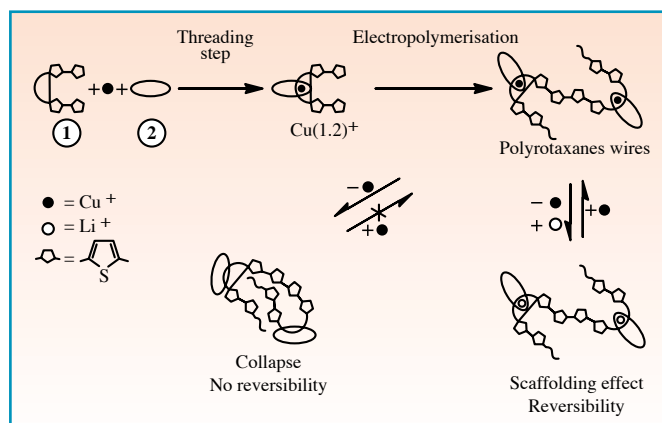 Threading
step
Electropolymerisation
+ +
1
2
Cu(1.2)+
Polyrotaxanes wires
= Cu +
= Li +
=
S
−
+
−
+
+
Collapse
No reversibility
Scaffolding effect
Reversibility